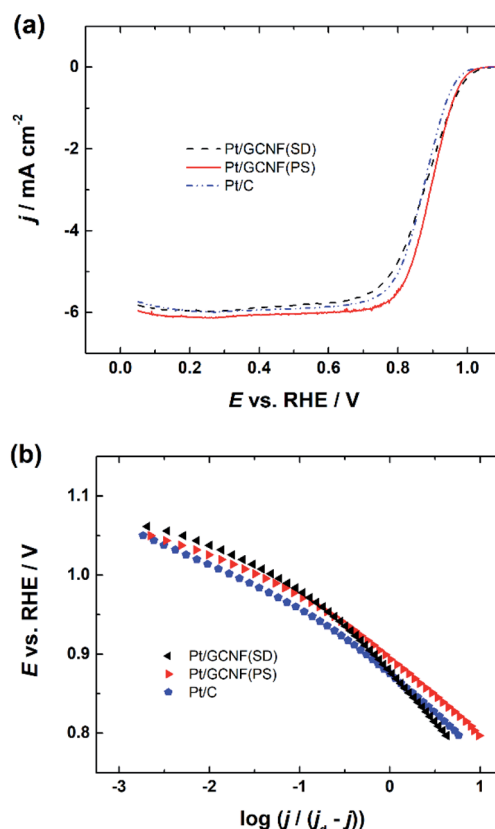 (a)
0
-2
-4
-6
j / mA cm⁻²
Pt/GCNF(SD)
Pt/GCNF(PS)
Pt/C
0.0 0.2 0.4 0.6 0.8 1.0
E vs. RHE / V
(b)
1.1
1.0
0.9
0.8
E vs. RHE / V
Pt/GCNF(SD)
Pt/GCNF(PS)
Pt/C
-3 -2 -1 0 1
log (j / (j_d - j))